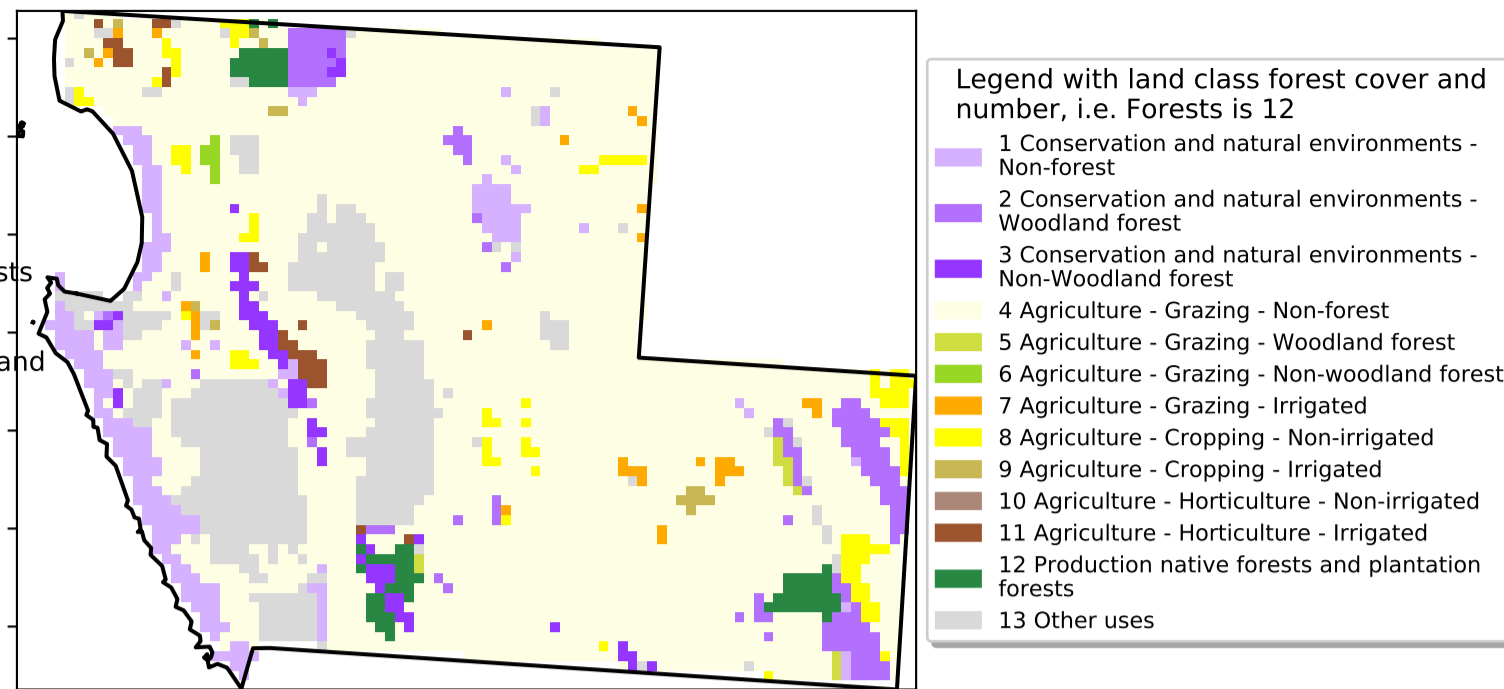 Legend with land class forest cover and
number, i.e. Forests is 12
1 Conservation and natural environments -
Non-forest
2 Conservation and natural environments -
Woodland forest
sts
3 Conservation and natural environments -
Non-Woodland forest
4 Agriculture - Grazing - Non-forest
5 Agriculture - Grazing - Woodland forest
and
6 Agriculture - Grazing - Non-woodland forest
7 Agriculture - Grazing - Irrigated
8 Agriculture - Cropping - Non-irrigated
9 Agriculture - Cropping - Irrigated
10 Agriculture - Horticulture - Non-irrigated
11 Agriculture - Horticulture - Irrigated
12 Production native forests and plantation
forests
13 Other uses